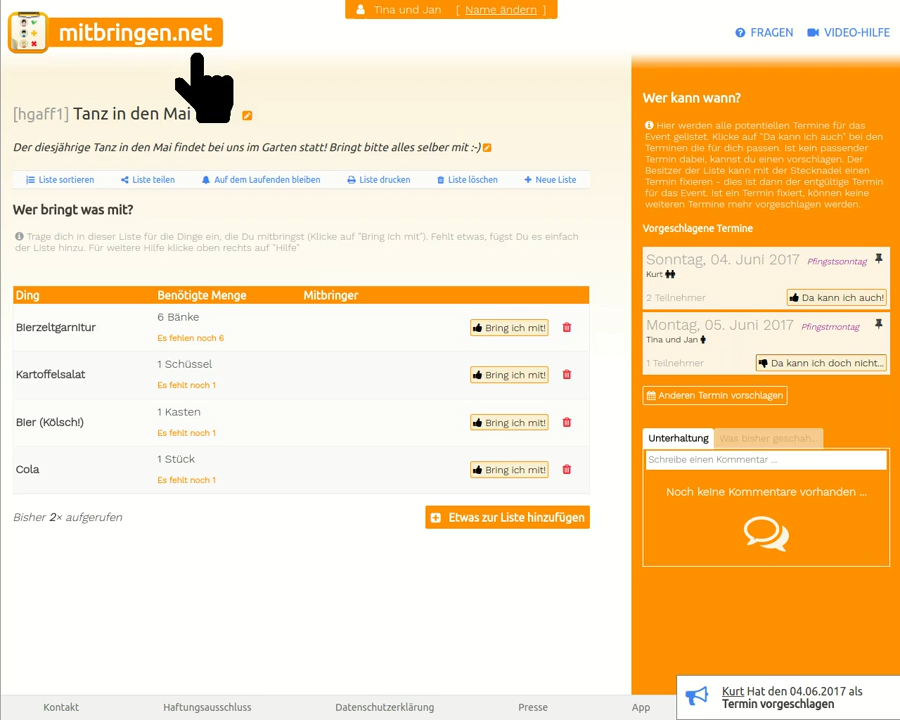 Tina und Jan [ Name ändern ]
mitbringen.net
FRAGEN VIDEO-HILFE
[hgaff1] Tanz in den Mai
Der diesjährige Tanz in den Mai findet bei uns im Garten statt! Bringt bitte alles selber mit :-)
Liste sortieren Liste teilen Auf dem Laufenden bleiben Liste drucken Liste löschen Neue Liste
Wer bringt was mit?
Trage dich in dieser Liste für die Dinge ein, die Du mitbringst (Klicke auf "Bring ich mit"). Fehlt etwas, fügst Du es einfach
der Liste hinzu. Für weitere Hilfe klicke oben rechts auf "Hilfe"
Ding Benötigte Menge Mitbringer
Bierzeltgarnitur 6 Bänke Bring ich mit!
Es fehlen noch 6
Kartoffelsalat 1 Schüssel Bring ich mit!
Es fehlt noch 1
Bier (Kölsch!) 1 Kasten Bring ich mit!
Es fehlt noch 1
Cola 1 Stück Bring ich mit!
Es fehlt noch 1
Bisher 2× aufgerufen
Etwas zur Liste hinzufügen
Wer kann wann?
Hier werden alle potentiellen Termine für das
Event gelistet. Klicke auf "Da kann ich auch" bei den
Terminen die für dich passen. Ist kein passender
Termin dabei, kannst du einen vorschlagen. Der
Besitzer der Liste kann mit der Stecknadel einen
Termin fixieren - dies ist dann der entgültige Termin
für das Event. Ist ein Termin fixiert, können keine
weiteren Termine mehr vorgeschlagen werden.
Vorgeschlagene Termine
Sonntag, 04. Juni 2017 Pfingstsonntag
Kurt
2 Teilnehmer Da kann ich auch!
Montag, 05. Juni 2017 Pfingstmontag
Tina und Jan
1 Teilnehmer Da kann ich doch nicht...
Anderen Termin vorschlagen
Unterhaltung Was bisher geschah...
Schreibe einen Kommentar ...
Noch keine Kommentare vorhanden ...
Kurt Hat den 04.06.2017 als
Termin vorgeschlagen
Kontakt Haftungsausschluss Datenschutzerklärung Presse App